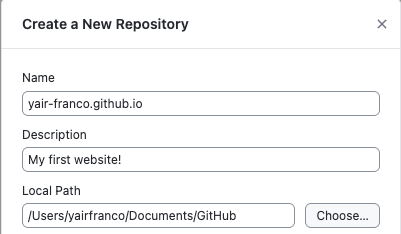 Create a New Repository
Name
yair-franco.github.io
Description
My first website!
Local Path
/Users/yairfranco/Documents/GitHub Choose...